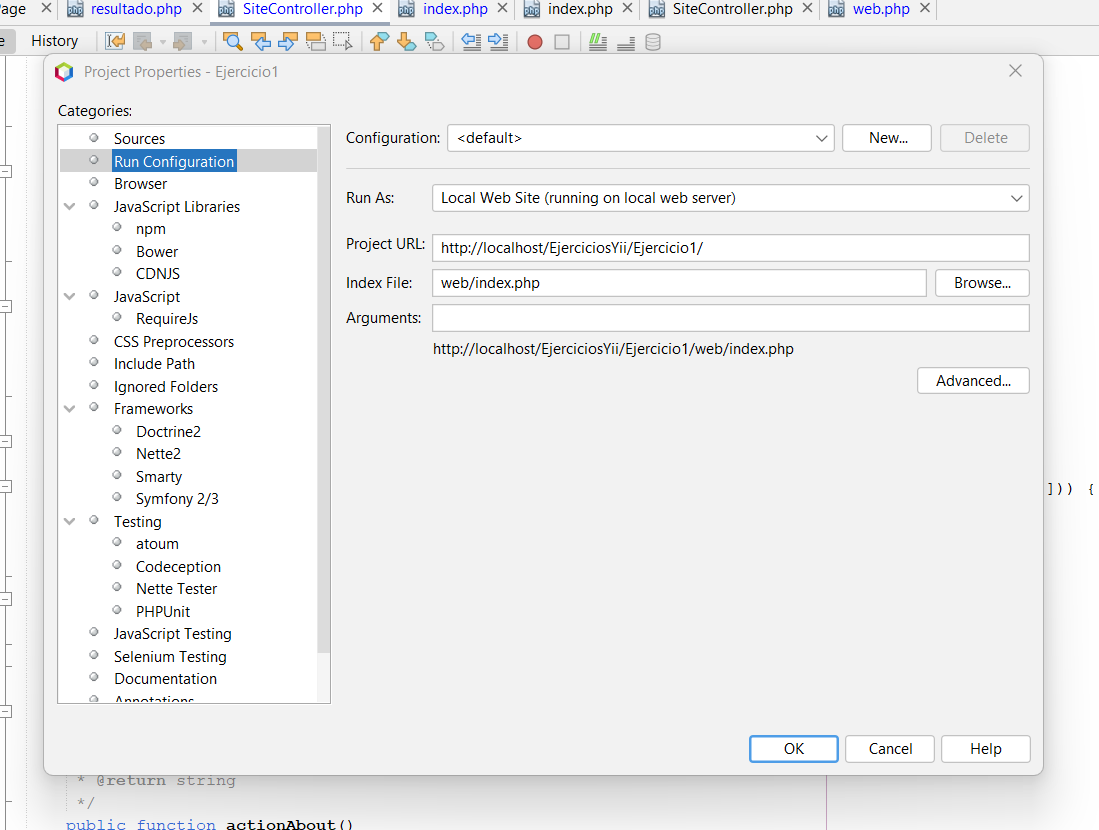 age resultado.php SiteController.php index.php index.php SiteController.php web.php
e History
Project Properties - Ejercicio1
Categories:
Sources
Run Configuration
Browser
JavaScript Libraries
npm
Bower
CDNJS
JavaScript
RequireJs
CSS Preprocessors
Include Path
Ignored Folders
Frameworks
Doctrine2
Nette2
Smarty
Symfony 2/3
Testing
atoum
Codeception
Nette Tester
PHPUnit
JavaScript Testing
Selenium Testing
Documentation
Annotations
Configuration: <default> New... Delete
Run As: Local Web Site (running on local web server)
Project URL: http://localhost/EjerciciosYii/Ejercicio1/
Index File: web/index.php Browse...
Arguments:
http://localhost/EjerciciosYii/Ejercicio1/web/index.php
Advanced...
])) {
OK Cancel Help
* @return string
*/
public function actionAbout()